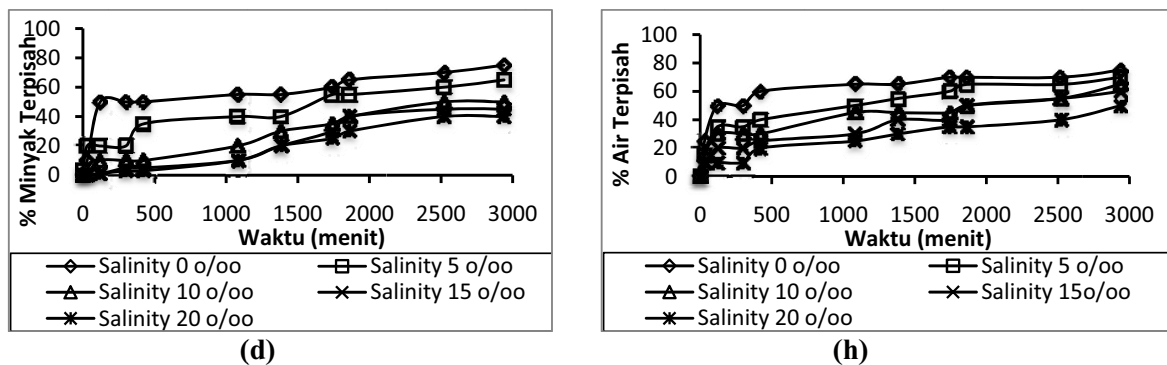 % Minyak Terpisah
100
80
60
40
20
0
0 500 1000 1500 2000 2500 3000
Waktu (menit)
Salinity 0 o/oo Salinity 5 o/oo
Salinity 10 o/oo Salinity 15 o/oo
Salinity 20 o/oo
(d)
% Air Terpisah
100
80
60
40
20
0
0 500 1000 1500 2000 2500 3000
Waktu (menit)
Salinity 0 o/oo Salinity 5 o/oo
Salinity 10 o/oo Salinity 15o/oo
Salinity 20 o/oo
(h)